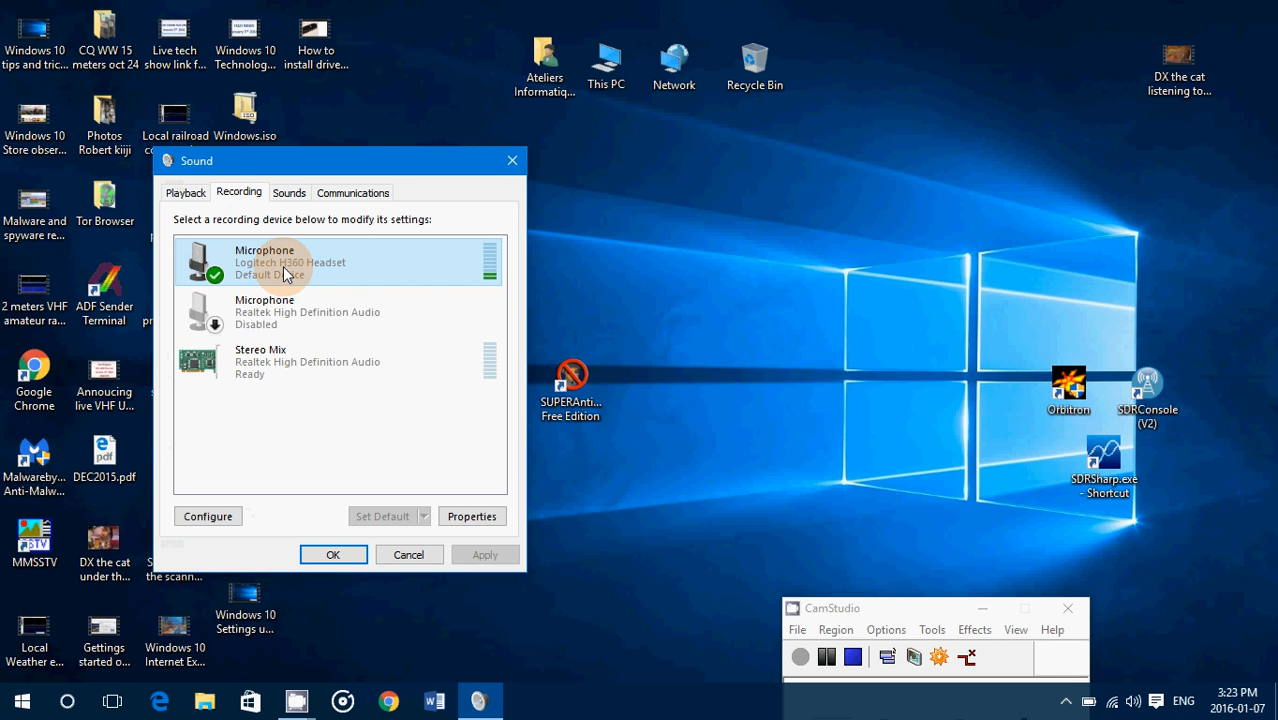 Windows 10
tips and tric...
CQ WW 15
meters oct 24
Live tech
show link f...
Windows 10
Technolog...
How to
install drive...
Ateliers
Informatiq...
This PC
Network
Recycle Bin
DX the cat
listening to...
Windows 10
Store obser...
Photos
Robert kiiji
Local railroad
Windows.iso
Malware and
spyware re...
Tor Browser
2 meters VHF
amateur ra...
ADF Sender
Terminal
Google
Chrome
Annoucing
live VHF U...
Malwareby...
Anti-Malw...
DEC2015.pdf
MMSSTV
DX the cat
under th...
the scann...
Local
Weather e...
Gettings
started o...
Windows 10
Internet Ex...
Windows 10
Settings u...
Sound
Playback
Recording
Sounds
Communications
Select a recording device below to modify its settings:
Microphone
Logitech H360 Headset
Default Device
Microphone
Realtek High Definition Audio
Disabled
Stereo Mix
Realtek High Definition Audio
Ready
Configure
Set Default
Properties
OK
Cancel
Apply
SUPERAnti...
Free Edition
Orbitron
SDRConsole
(V2)
SDRSharp.exe
- Shortcut
CamStudio
File
Region
Options
Tools
Effects
View
Help
ENG
3:23 PM
2016-01-07